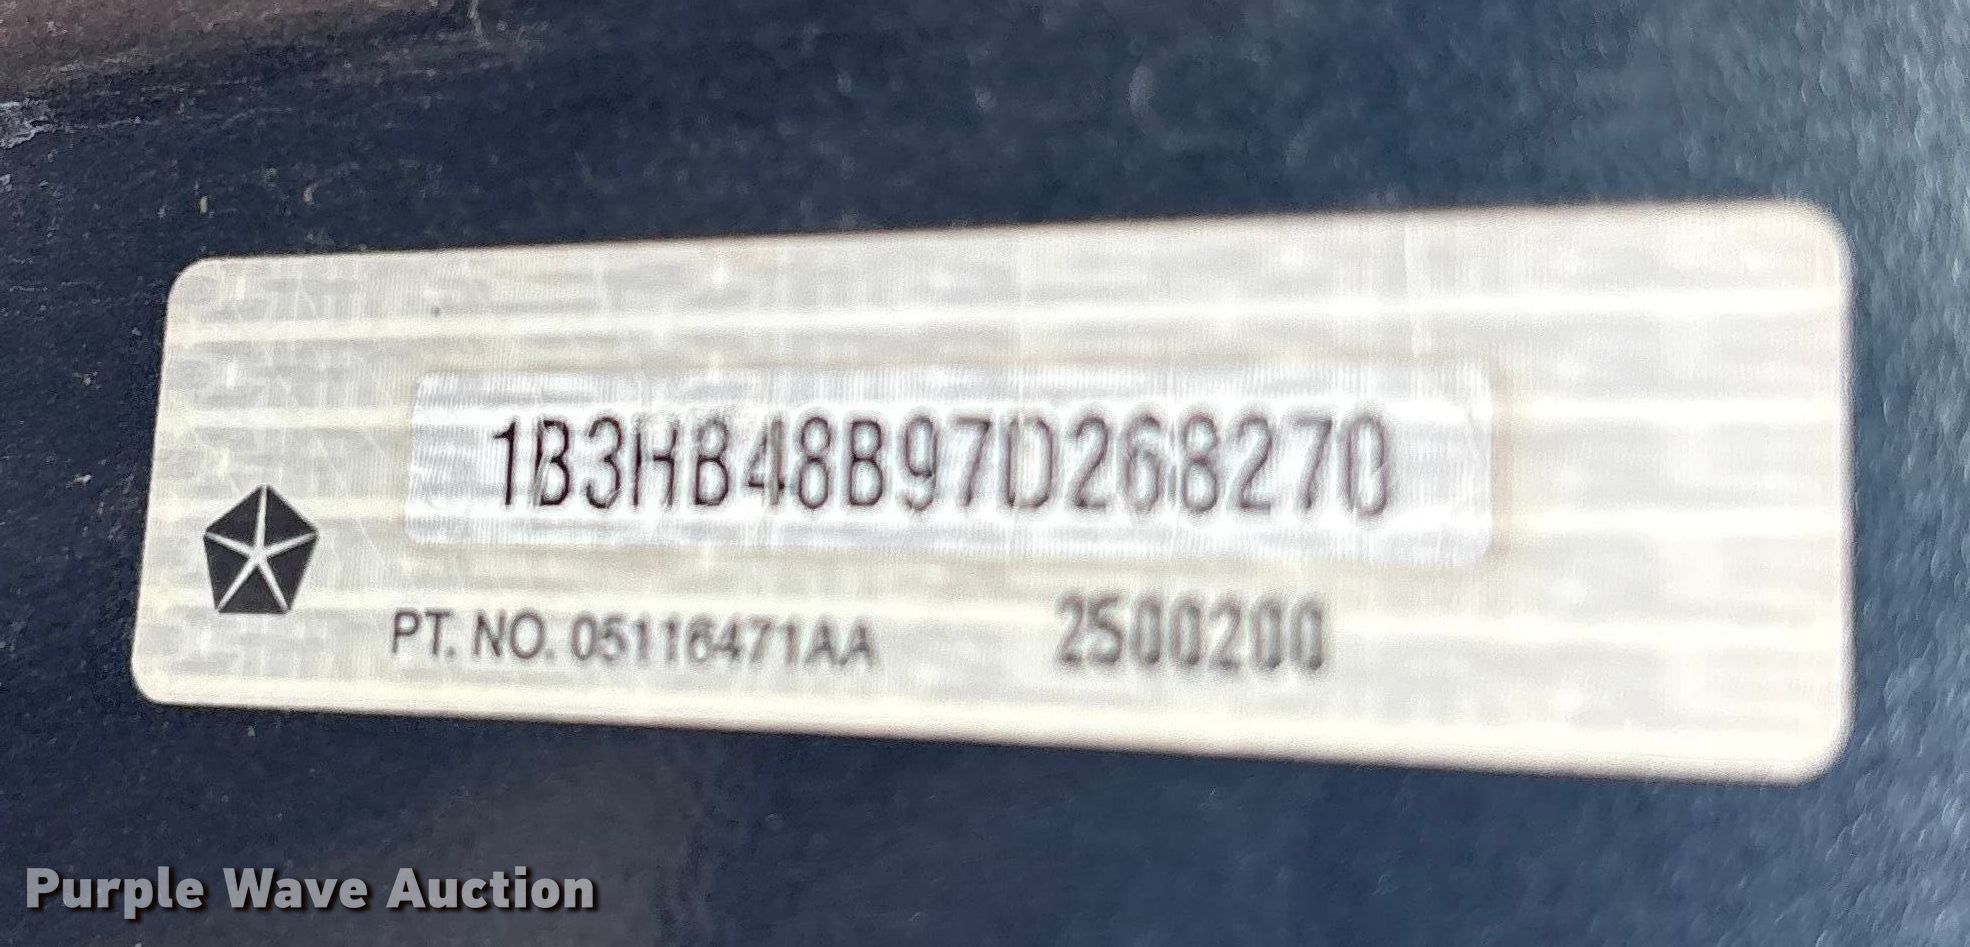 1B3HB48B97D268270
PT. NO. 05116471AA 2500200
Purple Wave Auction